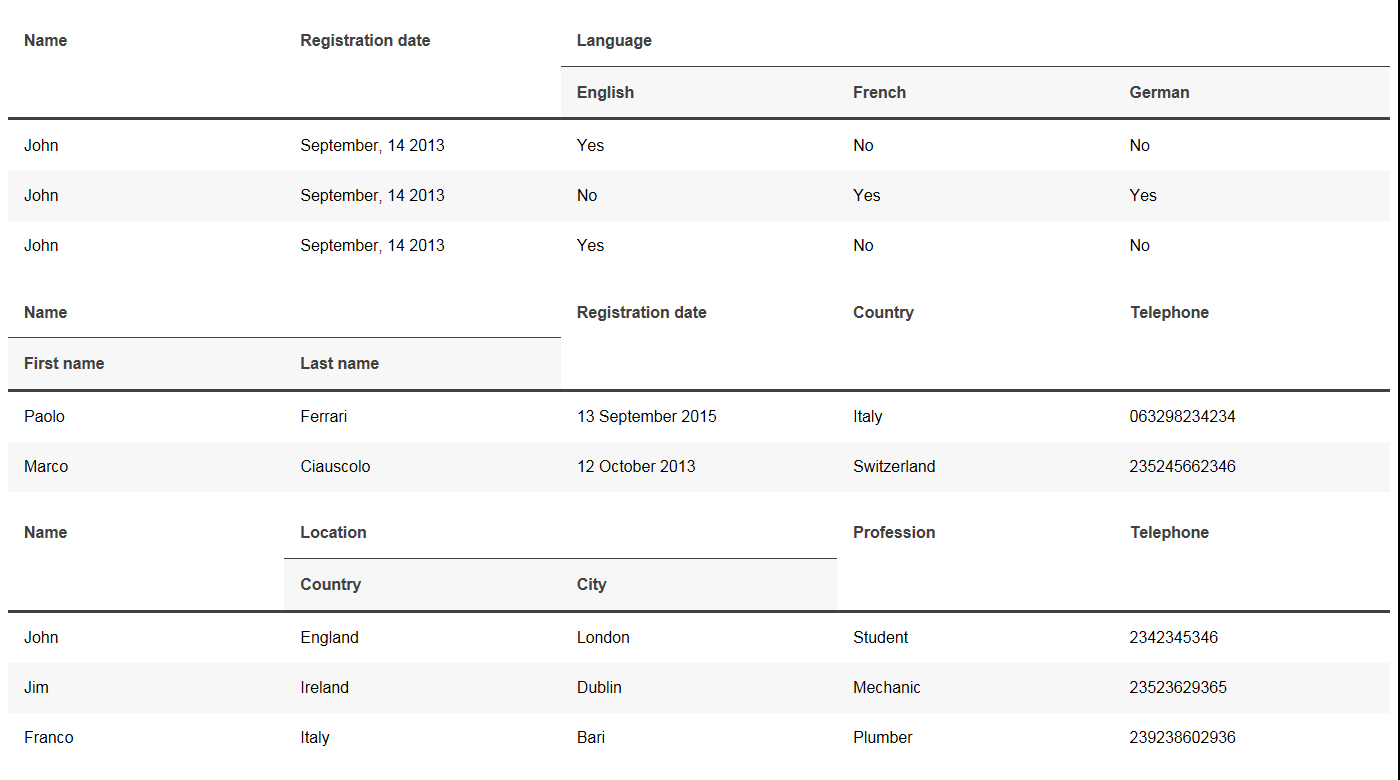 Name Registration date Language
English French German
John September, 14 2013 Yes No No
John September, 14 2013 No Yes Yes
John September, 14 2013 Yes No No
Name Registration date Country Telephone
First name Last name
Paolo Ferrari 13 September 2015 Italy 063298234234
Marco Ciauscolo 12 October 2013 Switzerland 235245662346
Name Location Profession Telephone
Country City
John England London Student 2342345346
Jim Ireland Dublin Mechanic 23523629365
Franco Italy Bari Plumber 239238602936